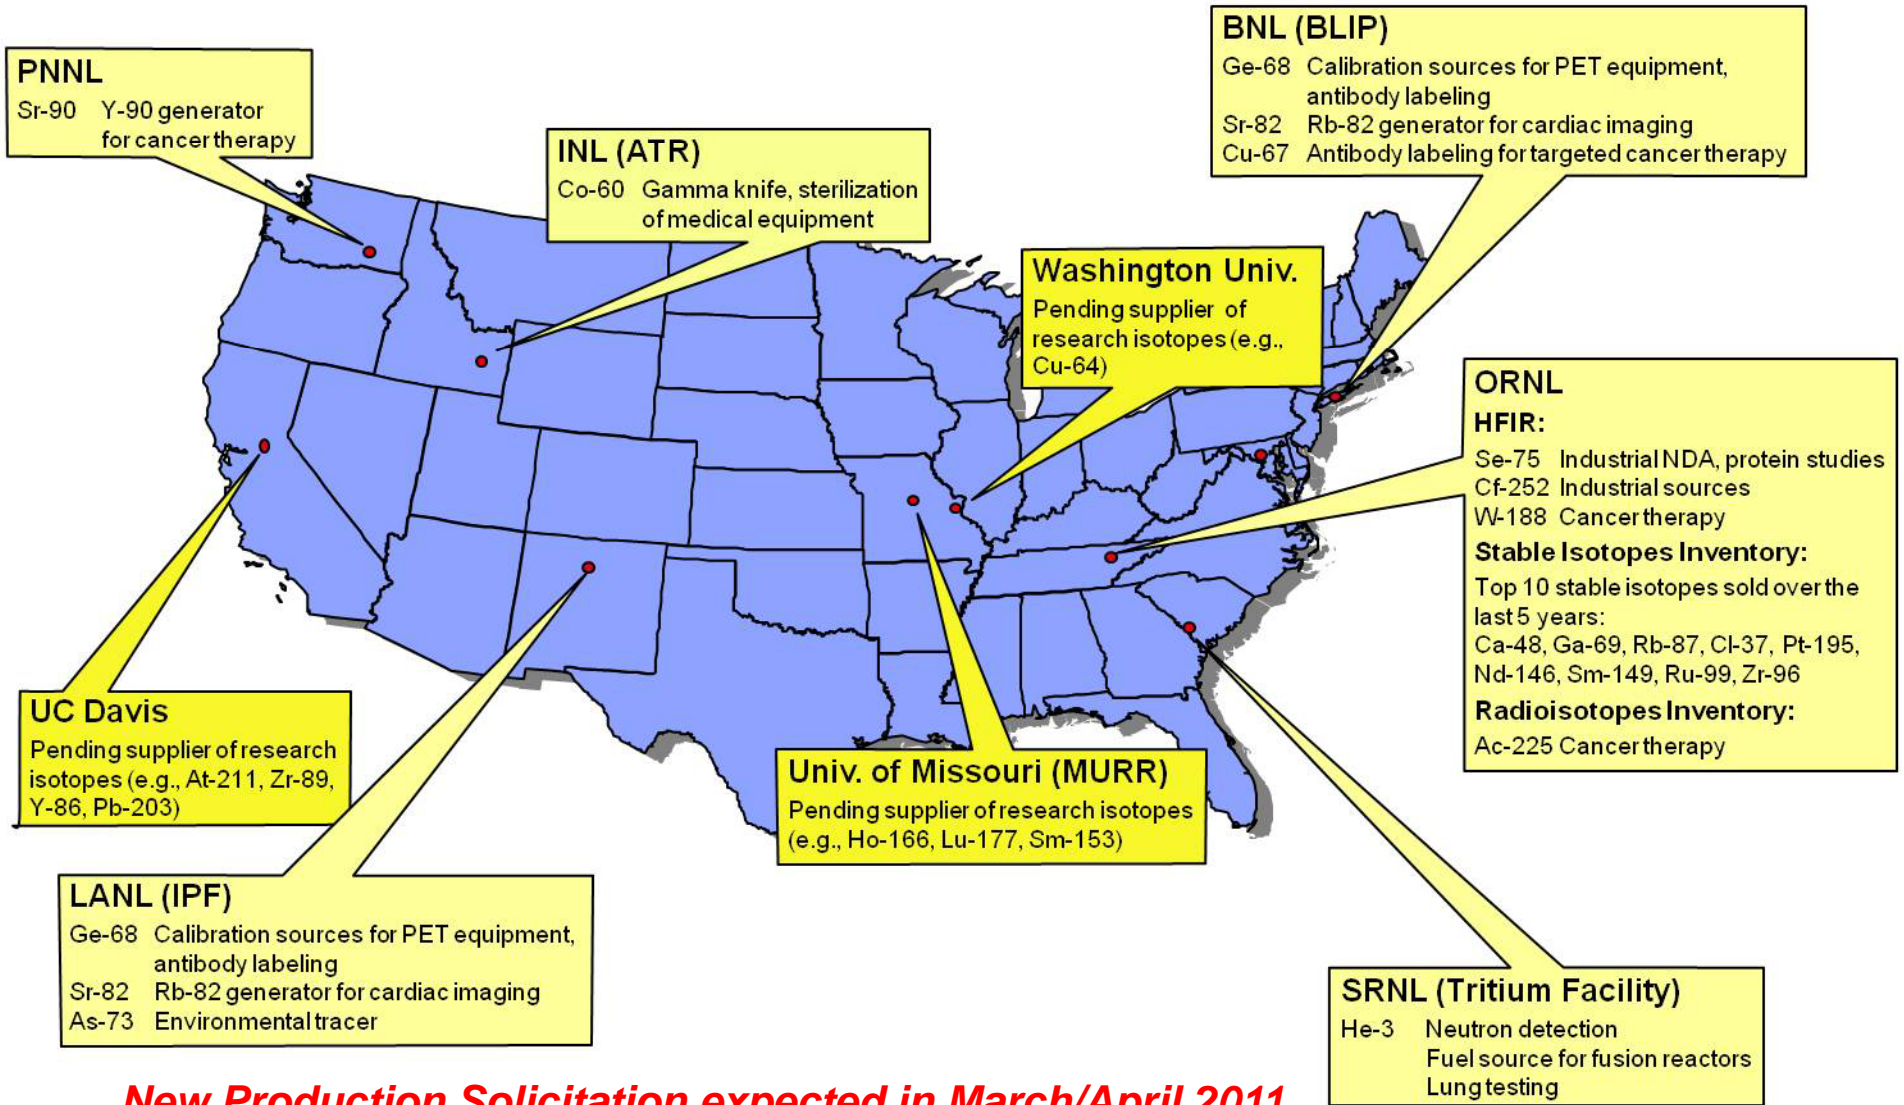 PNNL
Sr-90 Y-90 generator
for cancer therapy
INL (ATR)
Co-60 Gamma knife, sterilization
of medical equipment
BNL (BLIP)
Ge-68 Calibration sources for PET equipment,
antibody labeling
Sr-82 Rb-82 generator for cardiac imaging
Cu-67 Antibody labeling for targeted cancer therapy
Washington Univ.
Pending supplier of
research isotopes (e.g.,
Cu-64)
ORNL
HFIR:
Se-75 Industrial NDA, protein studies
Cf-252 Industrial sources
W-188 Cancer therapy
Stable Isotopes Inventory:
Top 10 stable isotopes sold over the
last 5 years:
Ca-48, Ga-69, Rb-87, Cl-37, Pt-195,
Nd-146, Sm-149, Ru-99, Zr-96
Radioisotopes Inventory:
Ac-225 Cancer therapy
UC Davis
Pending supplier of research
isotopes (e.g., At-211, Zr-89,
Y-86, Pb-203)
Univ. of Missouri (MURR)
Pending supplier of research isotopes
(e.g., Ho-166, Lu-177, Sm-153)
LANL (IPF)
Ge-68 Calibration sources for PET equipment,
antibody labeling
Sr-82 Rb-82 generator for cardiac imaging
As-73 Environmental tracer
SRNL (Tritium Facility)
He-3 Neutron detection
Fuel source for fusion reactors
Lung testing
New Production Solicitation expected in March/April 2011